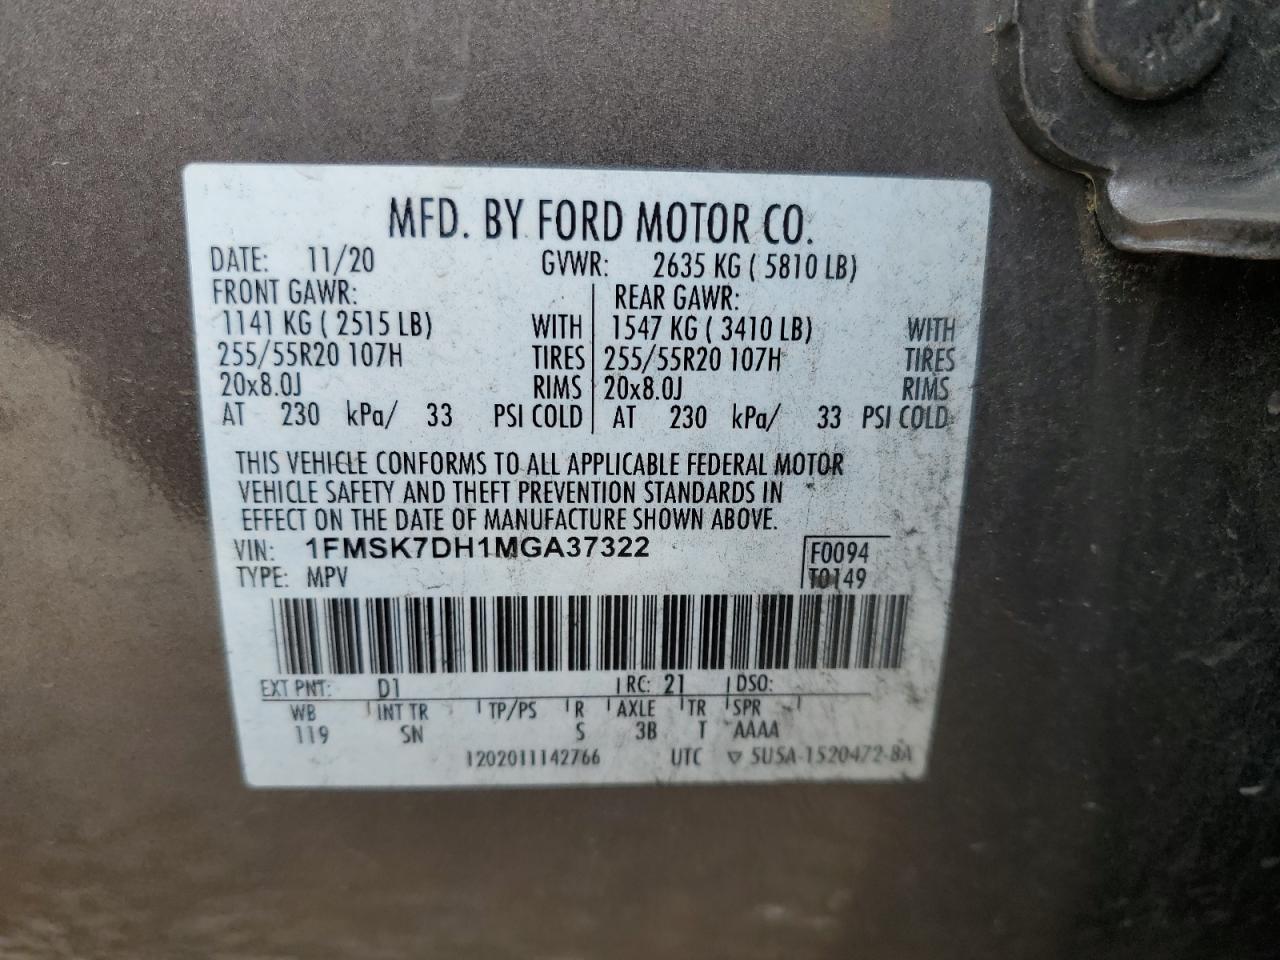 MFD. BY FORD MOTOR CO.
DATE: 11/20 GVWR: 2635 KG ( 5810 LB)
FRONT GAWR: REAR GAWR:
1141 KG ( 2515 LB) WITH 1547 KG ( 3410 LB) WITH
255/55R20 107H TIRES 255/55R20 107H TIRES
20x8.0J RIMS 20x8.0J RIMS
AT 230 kPa/ 33 PSI COLD AT 230 kPa/ 33 PSI COLD
THIS VEHICLE CONFORMS TO ALL APPLICABLE FEDERAL MOTOR
VEHICLE SAFETY AND THEFT PREVENTION STANDARDS IN
EFFECT ON THE DATE OF MANUFACTURE SHOWN ABOVE.
VIN: 1FMSK7DH1MGA37322 F0094
TYPE: MPV T0149
EXT PNT: D1 RC: 21 DSO:
WB INT TR TP/PS R AXLE TR SPR
119 SN S 3B T AAAA
1202011142766 UTC ▽ 5USA-1520472-BA